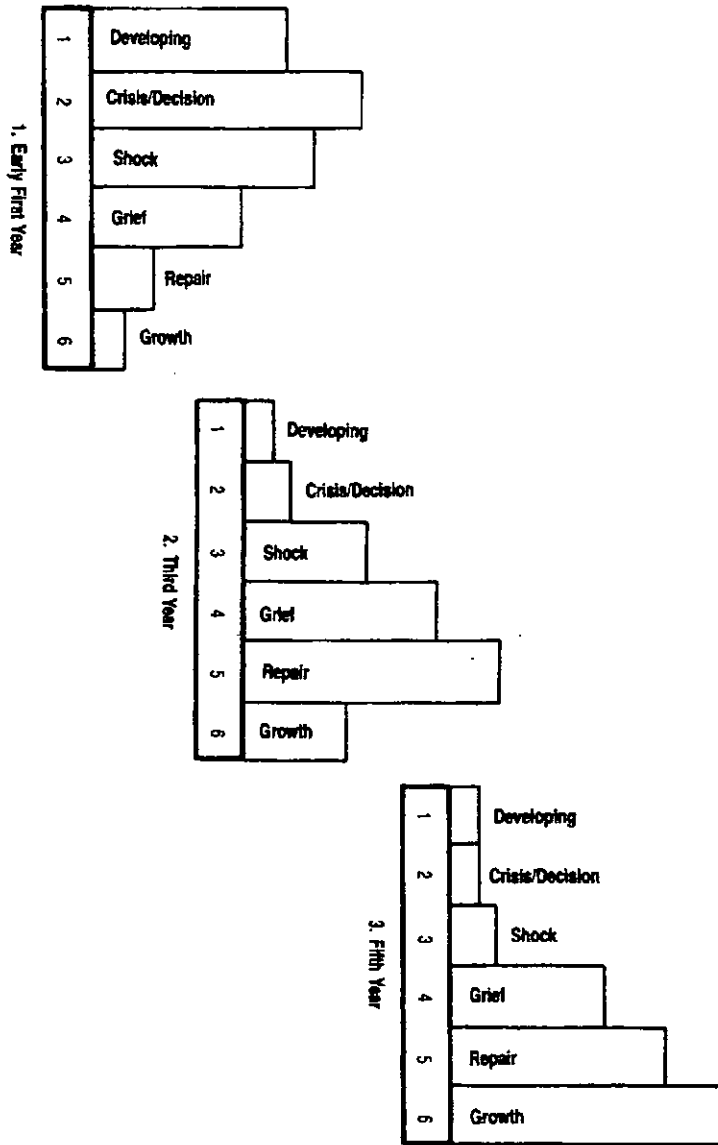 1 Developing
2 Crisis/Decision
3 Shock
4 Grief
5 Repair
6 Growth
1. Early First Year
1 Developing
2 Crisis/Decision
3 Shock
4 Grief
5 Repair
6 Growth
2. Third Year
1 Developing
2 Crisis/Decision
3 Shock
4 Grief
5 Repair
6 Growth
3. Fifth Year